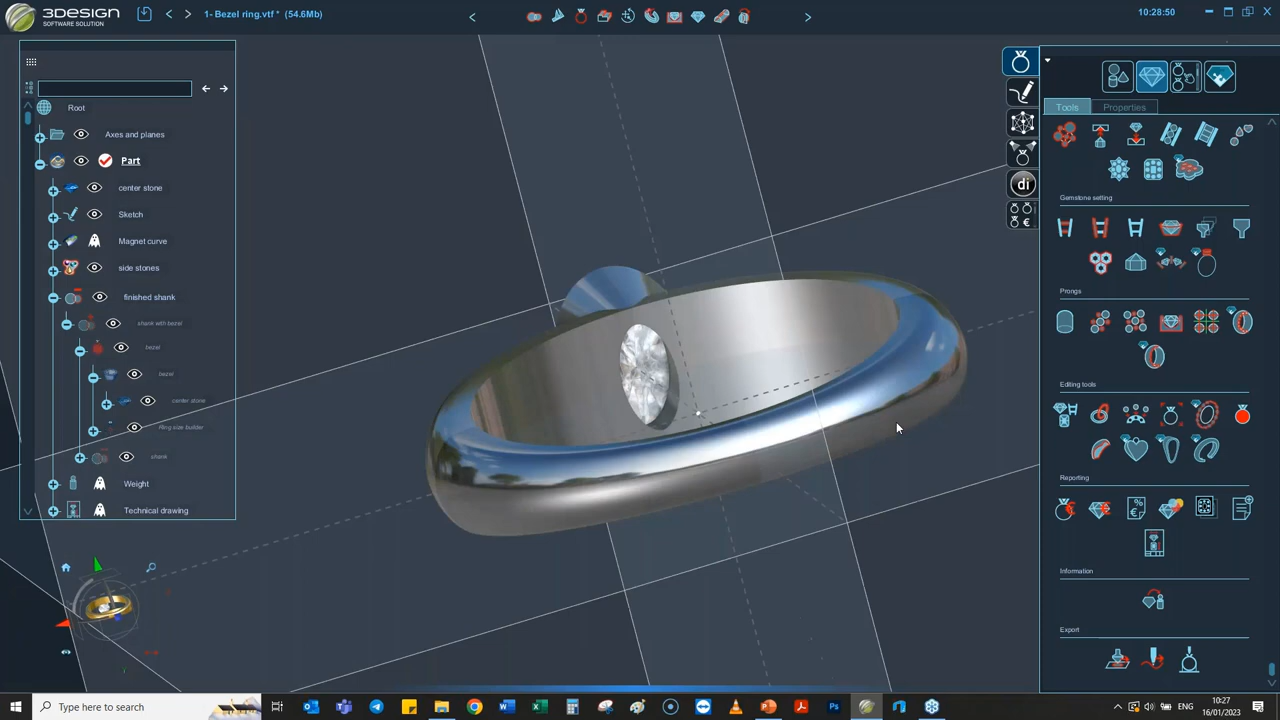 3DESIGN
SOFTWARE SOLUTION
1- Bezel ring.vtf * (54.6Mb)
10:28:50
Root
Axes and planes
Part
center stone
Sketch
Magnet curve
side stones
finished shank
shank with bezel
bezel
bezel
center stone
Ring side builder
shank
Weight
Technical drawing
di
€
Tools
Properties
Gemstone setting
Prongs
Editing tools
Reporting
Information
Export
Type here to search
ENG
10:27
16/01/2023